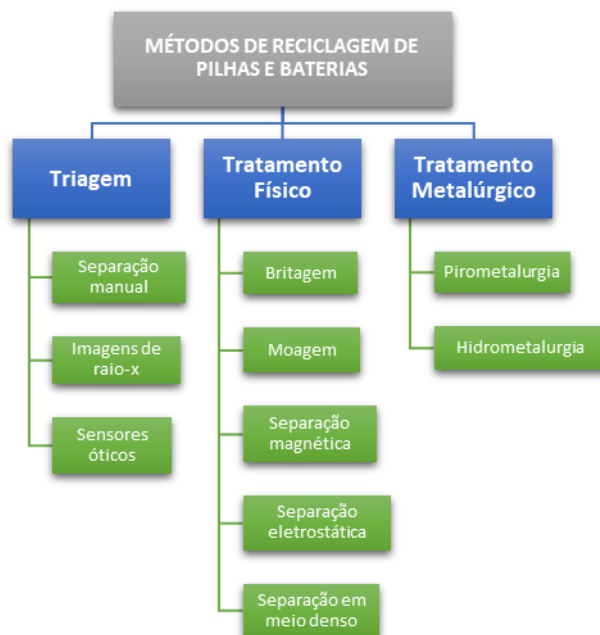 MÉTODOS DE RECICLAGEM DE
PILHAS E BATERIAS
Triagem
Separação
manual
Imagens de
raio-x
Sensores
óticos
Tratamento
Físico
Britagem
Moagem
Separação
magnética
Separação
eletrostática
Separação em
meio denso
Tratamento
Metalúrgico
Pirometalurgia
Hidrometalurgia